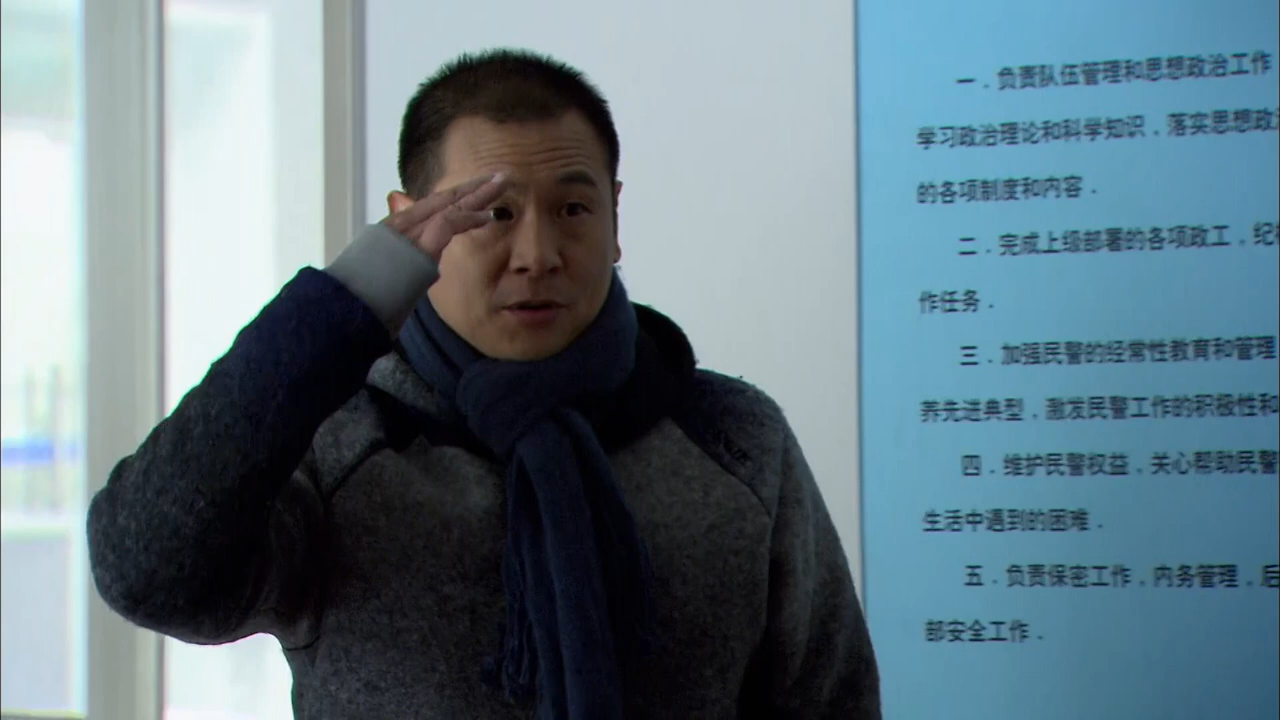 一．负责队伍管理和思想政治工作
学习政治理论和科学知识，落实思想政
的各项制度和内容．
二．完成上级部署的各项政工，纪
作任务．
三．加强民警的经常性教育和管理
养先进典型，激发民警工作的积极性和
四．维护民警权益，关心帮助民警
生活中遇到的困难．
五．负责保密工作，内务管理，后
部安全工作．